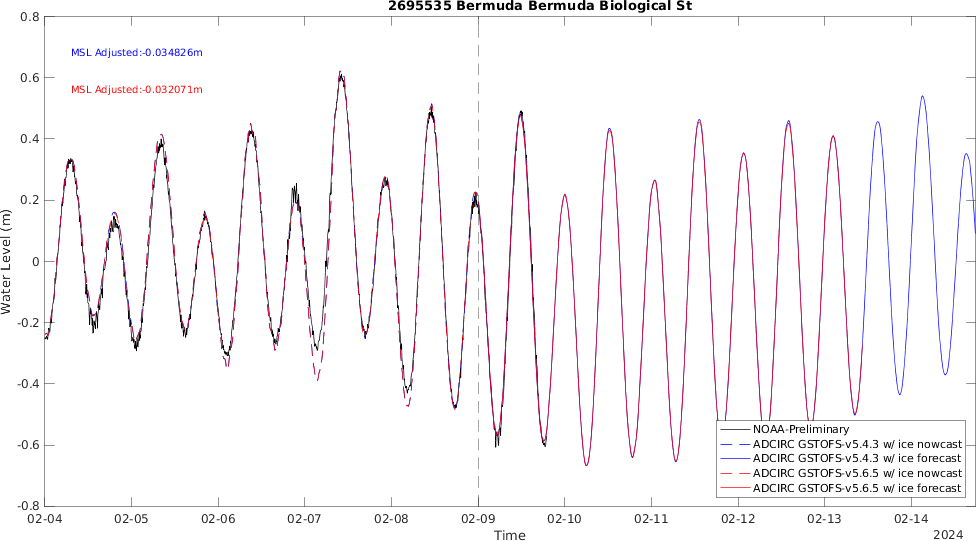 2695535 Bermuda Bermuda Biological St
MSL Adjusted:-0.034826m
MSL Adjusted:-0.032071m
Water Level (m)
0.8
0.6
0.4
0.2
0
-0.2
-0.4
-0.6
-0.8
NOAA-Preliminary
ADCIRC GSTOFS-v5.4.3 w/ ice nowcast
ADCIRC GSTOFS-v5.4.3 w/ ice forecast
ADCIRC GSTOFS-v5.6.5 w/ ice nowcast
ADCIRC GSTOFS-v5.6.5 w/ ice forecast
02-04 02-05 02-06 02-07 02-08 02-09 02-10 02-11 02-12 02-13 02-14
Time
2024